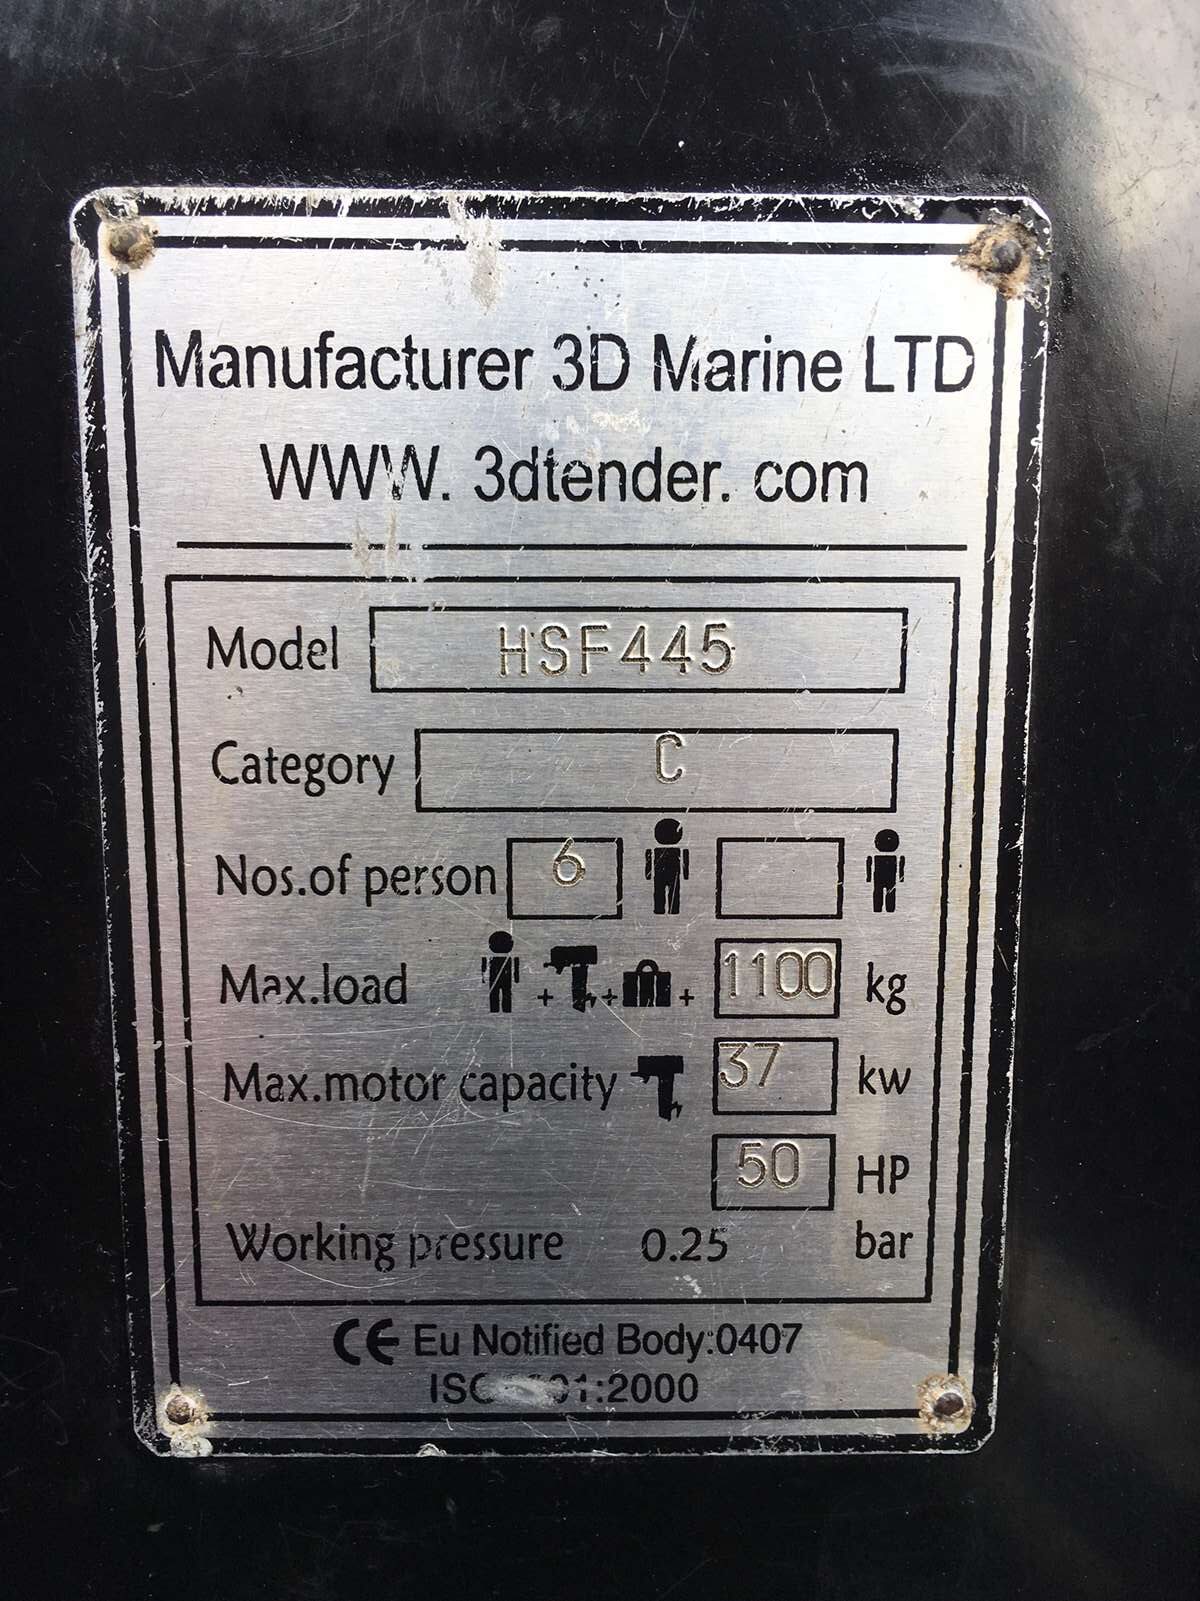 Manufacturer 3D Marine LTD
WWW. 3dtender. com
Model HSF445
Category C
Nos.of person 6
Max.load + + + 1100 kg
Max.motor capacity 37 kw
50 HP
Working pressure 0.25 bar
CE Eu Notified Body:0407
:2000